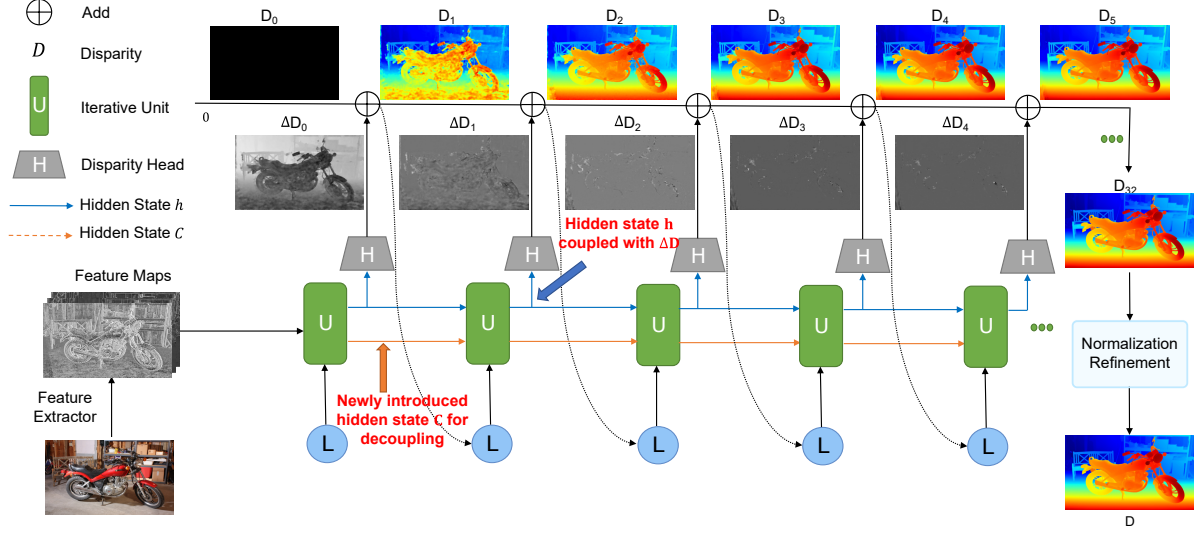 Add
D
Disparity
U
Iterative Unit
H
Disparity Head
Hidden State h
Hidden State C
D0
D1
D2
D3
D4
D5
0
ΔD0
ΔD1
ΔD2
ΔD3
ΔD4
D32
H
H
H
H
H
Hidden state h
coupled with ΔD
Feature Maps
U
U
U
U
U
Newly introduced
hidden state C for
decoupling
Feature
Extractor
L
L
L
L
L
Normalization
Refinement
D